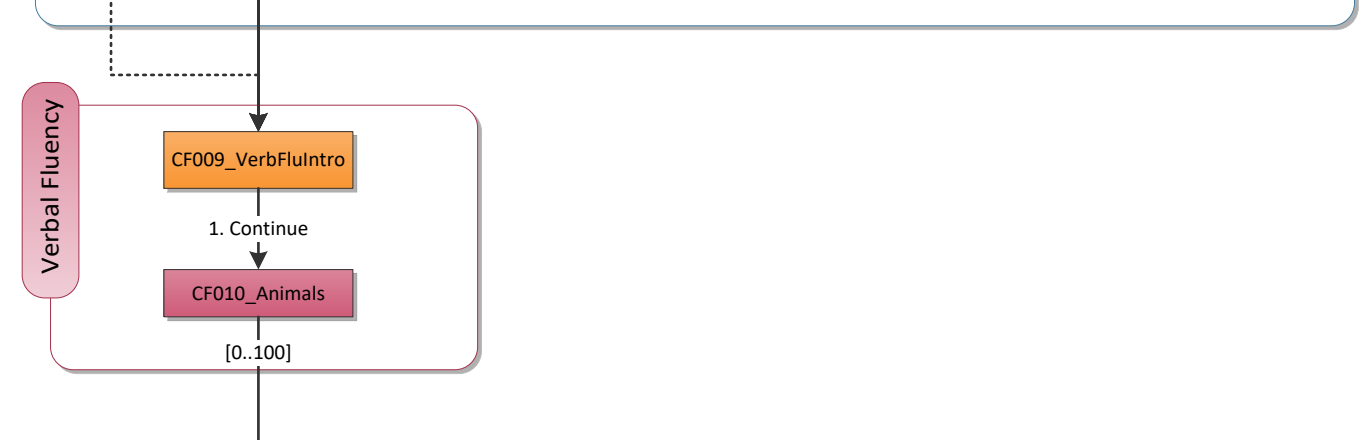 Verbal Fluency
CF009_VerbFluIntro
1. Continue
CF010_Animals
[0..100]